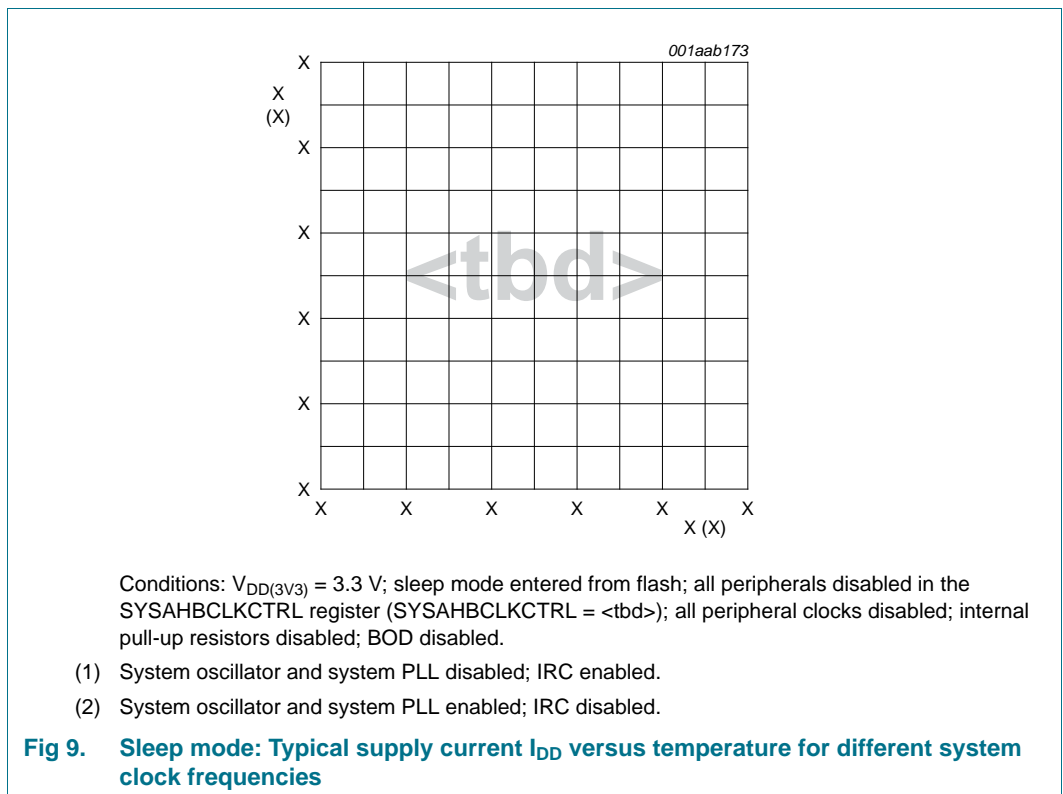 001aab173
X
X
(X)
X
X
<tbd>
X
X
X
X
X
X
X
X
X
X (X)
Conditions: VDD(3V3) = 3.3 V; sleep mode entered from flash; all peripherals disabled in the
SYSAHBCLKCTRL register (SYSAHBCLKCTRL = <tbd>); all peripheral clocks disabled; internal
pull-up resistors disabled; BOD disabled.
(1) System oscillator and system PLL disabled; IRC enabled.
(2) System oscillator and system PLL enabled; IRC disabled.
Fig 9. Sleep mode: Typical supply current IDD versus temperature for different system
clock frequencies